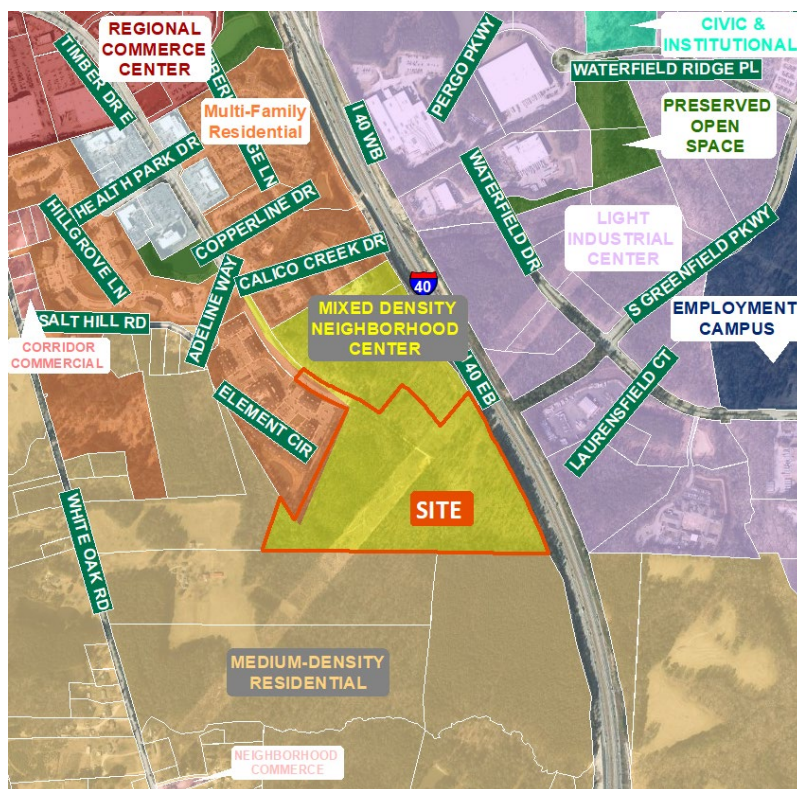 REGIONAL
COMMERCE
CENTER
CIVIC &
INSTITUTIONAL
TIMBER DR E
PERGO PKWY
WATERFIELD RIDGE PL
I 40 WB
Multi-Family
Residential
PRESERVED
OPEN
SPACE
HEALTH PARK DR
WATERFIELD DR
HILLGROVE LN
COPPERLINE DR
LIGHT
INDUSTRIAL
CENTER
CALICO CREEK DR
S GREENFIELD PKWY
40
ADELINE WAY
SALT HILL RD
MIXED DENSITY
NEIGHBORHOOD
CENTER
EMPLOYMENT
CAMPUS
CORRIDOR
COMMERCIAL
I 40 EB
LAURENSFIELD CT
ELEMENT CIR
SITE
WHITE OAK RD
MEDIUM-DENSITY
RESIDENTIAL
NEIGHBORHOOD
COMMERCE